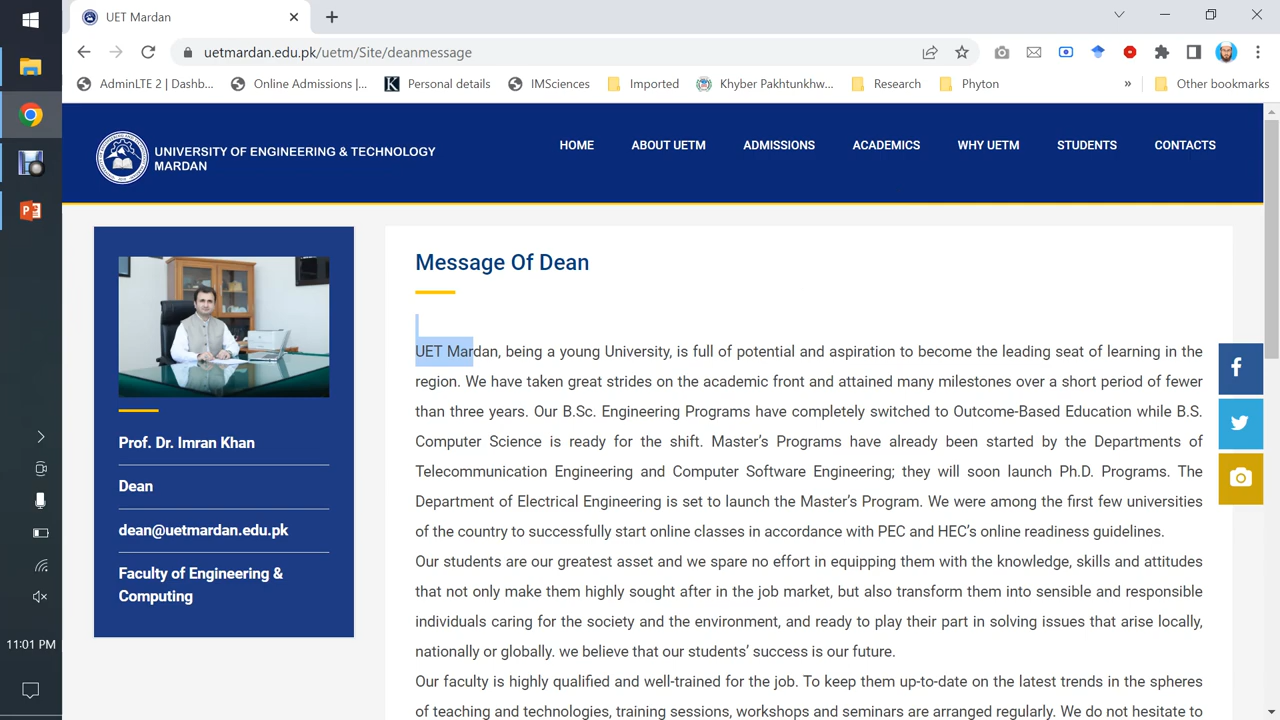 UET Mardan
uetmardan.edu.pk/uetm/Site/deanmessage
AdminLTE 2 | Dashb...
Online Admissions |...
Personal details
IMSciences
Imported
Khyber Pakhtunkhw...
Research
Phyton
»
Other bookmarks
UNIVERSITY OF ENGINEERING & TECHNOLOGY
MARDAN
HOME
ABOUT UETM
ADMISSIONS
ACADEMICS
WHY UETM
STUDENTS
CONTACTS
Prof. Dr. Imran Khan
Dean
dean@uetmardan.edu.pk
Faculty of Engineering &
Computing
Message Of Dean
UET Mardan, being a young University, is full of potential and aspiration to become the leading seat of learning in the
region. We have taken great strides on the academic front and attained many milestones over a short period of fewer
than three years. Our B.Sc. Engineering Programs have completely switched to Outcome-Based Education while B.S.
Computer Science is ready for the shift. Master’s Programs have already been started by the Departments of
Telecommunication Engineering and Computer Software Engineering; they will soon launch Ph.D. Programs. The
Department of Electrical Engineering is set to launch the Master’s Program. We were among the first few universities
of the country to successfully start online classes in accordance with PEC and HEC’s online readiness guidelines.
Our students are our greatest asset and we spare no effort in equipping them with the knowledge, skills and attitudes
that not only make them highly sought after in the job market, but also transform them into sensible and responsible
individuals caring for the society and the environment, and ready to play their part in solving issues that arise locally,
nationally or globally. we believe that our students’ success is our future.
Our faculty is highly qualified and well-trained for the job. To keep them up-to-date on the latest trends in the spheres
of teaching and technologies, training sessions, workshops and seminars are arranged regularly. We do not hesitate to
11:01 PM